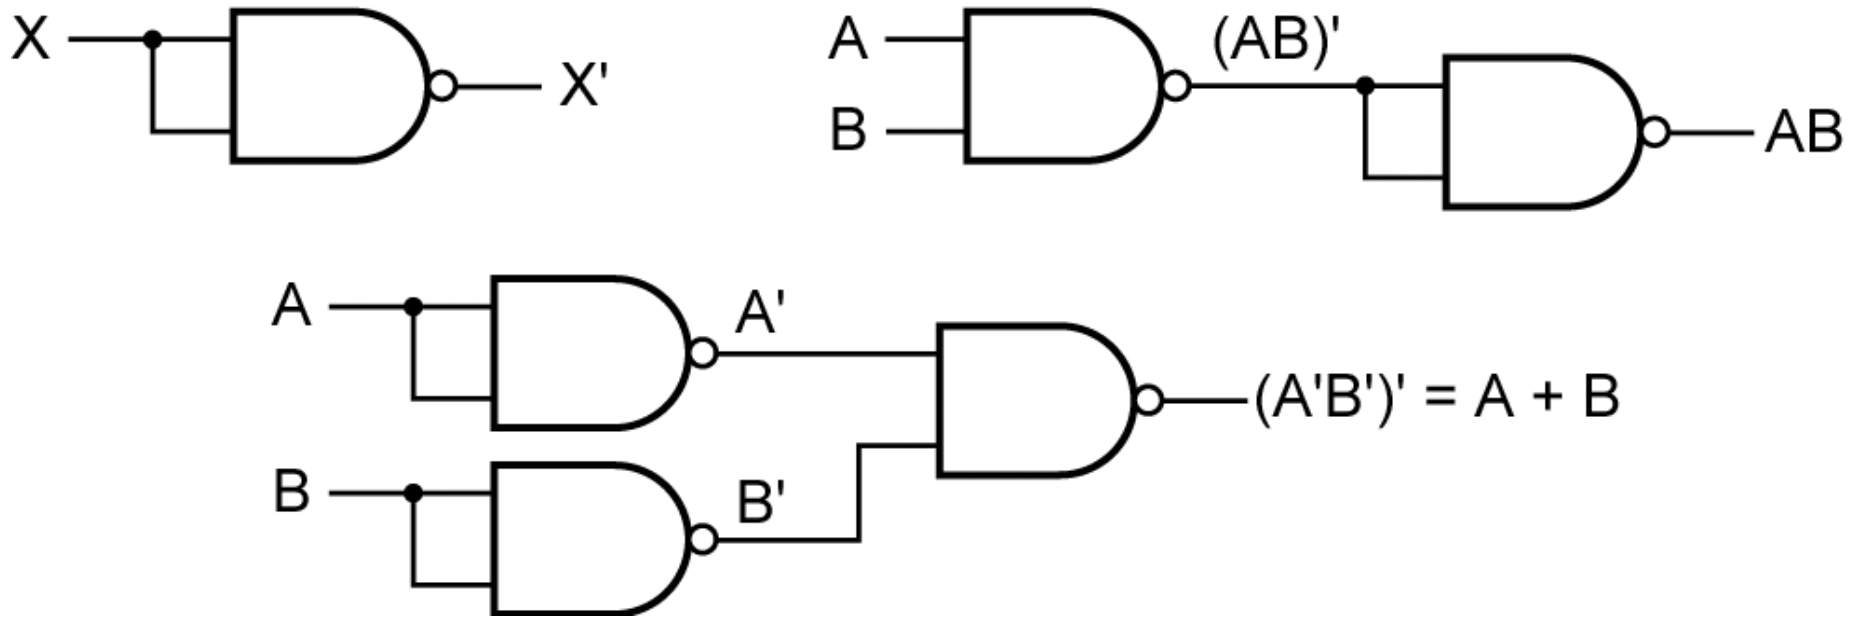 X
X'
A
B
(AB)'
AB
A
A'
B
B'
(A'B')' = A + B